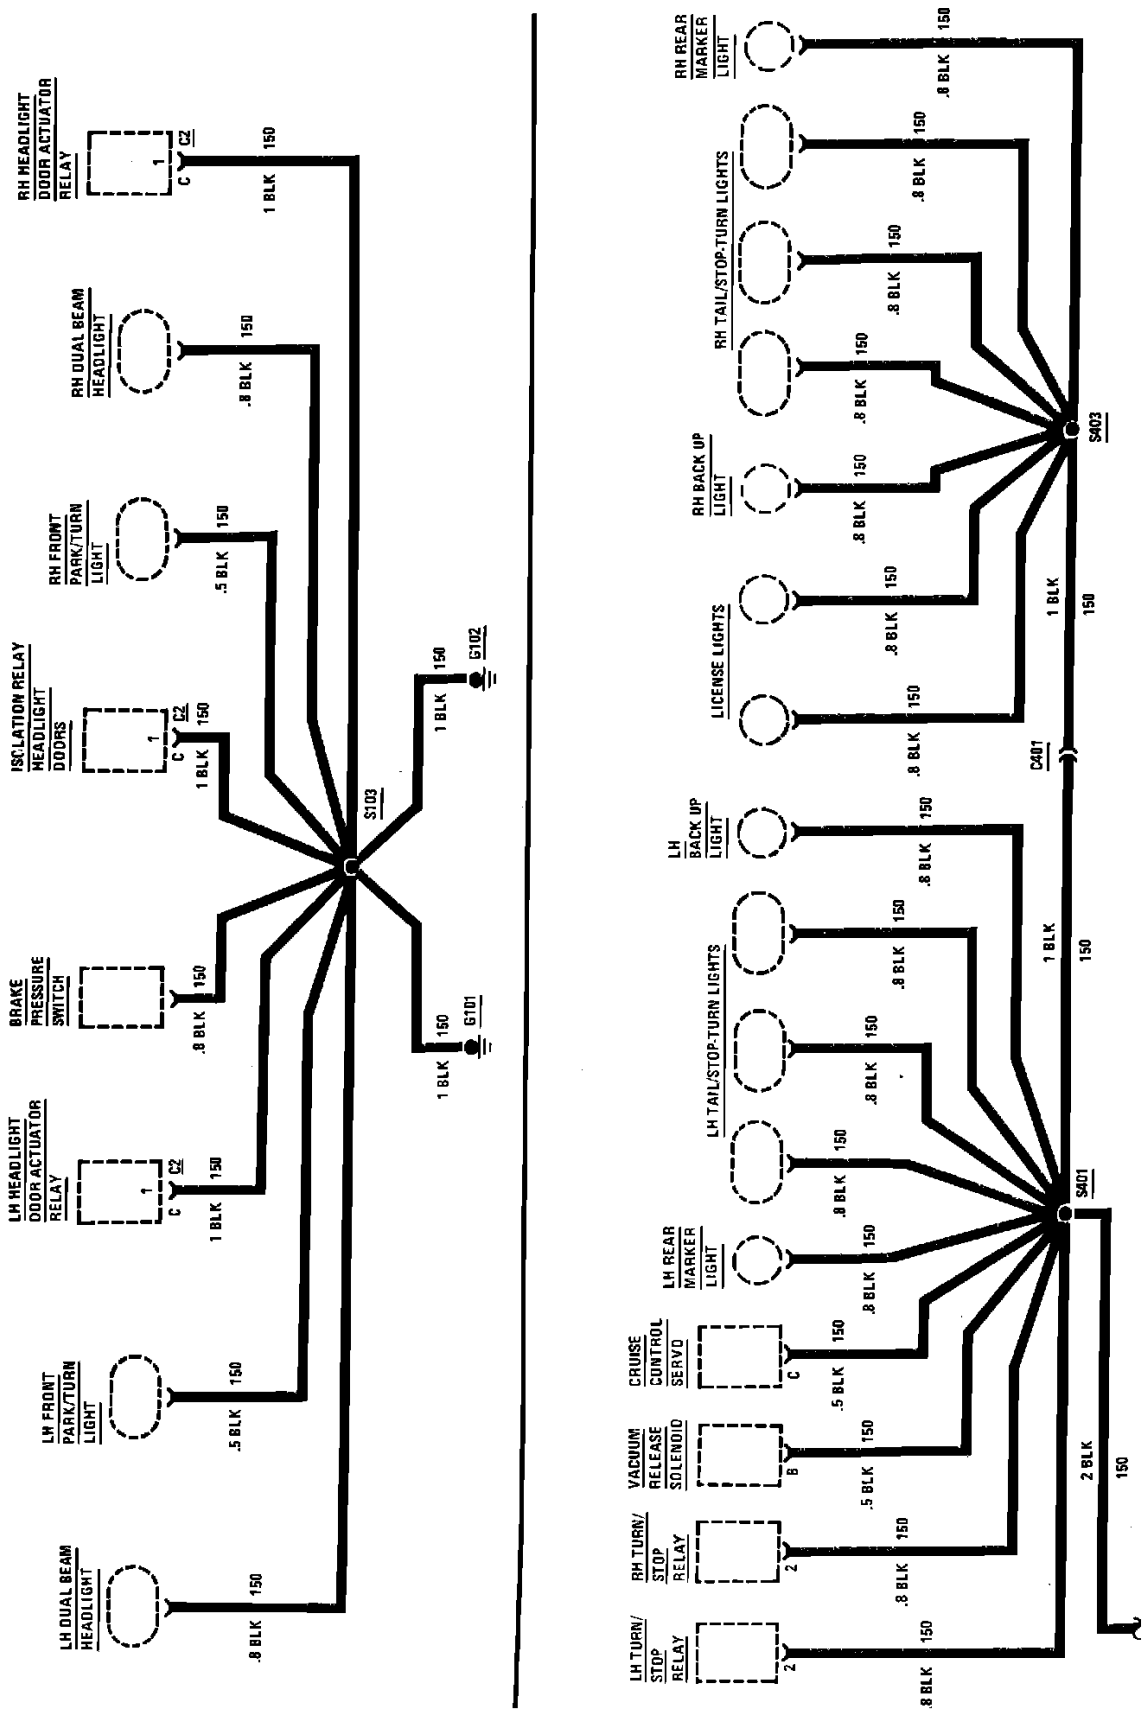 LH DUAL BEAM
HEADLIGHT
150
.8 BLK
LH FRONT
PARK/TURN
LIGHT
150
.5 BLK
LH HEADLIGHT
DOOR ACTUATOR
RELAY
1
C
C2
150
1 BLK
BRAKE
PRESSURE
SWITCH
150
.8 BLK
ISOLATION RELAY
HEADLIGHT
DOORS
1
C
C2
150
1 BLK
RH FRONT
PARK/TURN
LIGHT
150
.5 BLK
RH DUAL BEAM
HEADLIGHT
150
.8 BLK
RH HEADLIGHT
DOOR ACTUATOR
RELAY
1
C
C2
150
1 BLK
S103
150
1 BLK
G101
150
1 BLK
G102
LH TURN/
STOP
RELAY
2
150
.8 BLK
RH TURN/
STOP
RELAY
2
150
.8 BLK
VACUUM
RELEASE
SOLENOID
B
150
.5 BLK
CRUISE
CONTROL
SERVO
C
150
.5 BLK
LH REAR
MARKER
LIGHT
150
.8 BLK
LH TAIL/STOP-TURN LIGHTS
150
.8 BLK
150
.8 BLK
150
.8 BLK
LH
BACK UP
LIGHT
150
.8 BLK
S401
2 BLK
150
1 BLK
150
C401
1 BLK
150
LICENSE LIGHTS
150
.8 BLK
150
.8 BLK
RH BACK UP
LIGHT
150
.8 BLK
RH TAIL/STOP-TURN LIGHTS
150
.8 BLK
150
.8 BLK
150
.8 BLK
RH REAR
MARKER
LIGHT
150
.8 BLK
S403